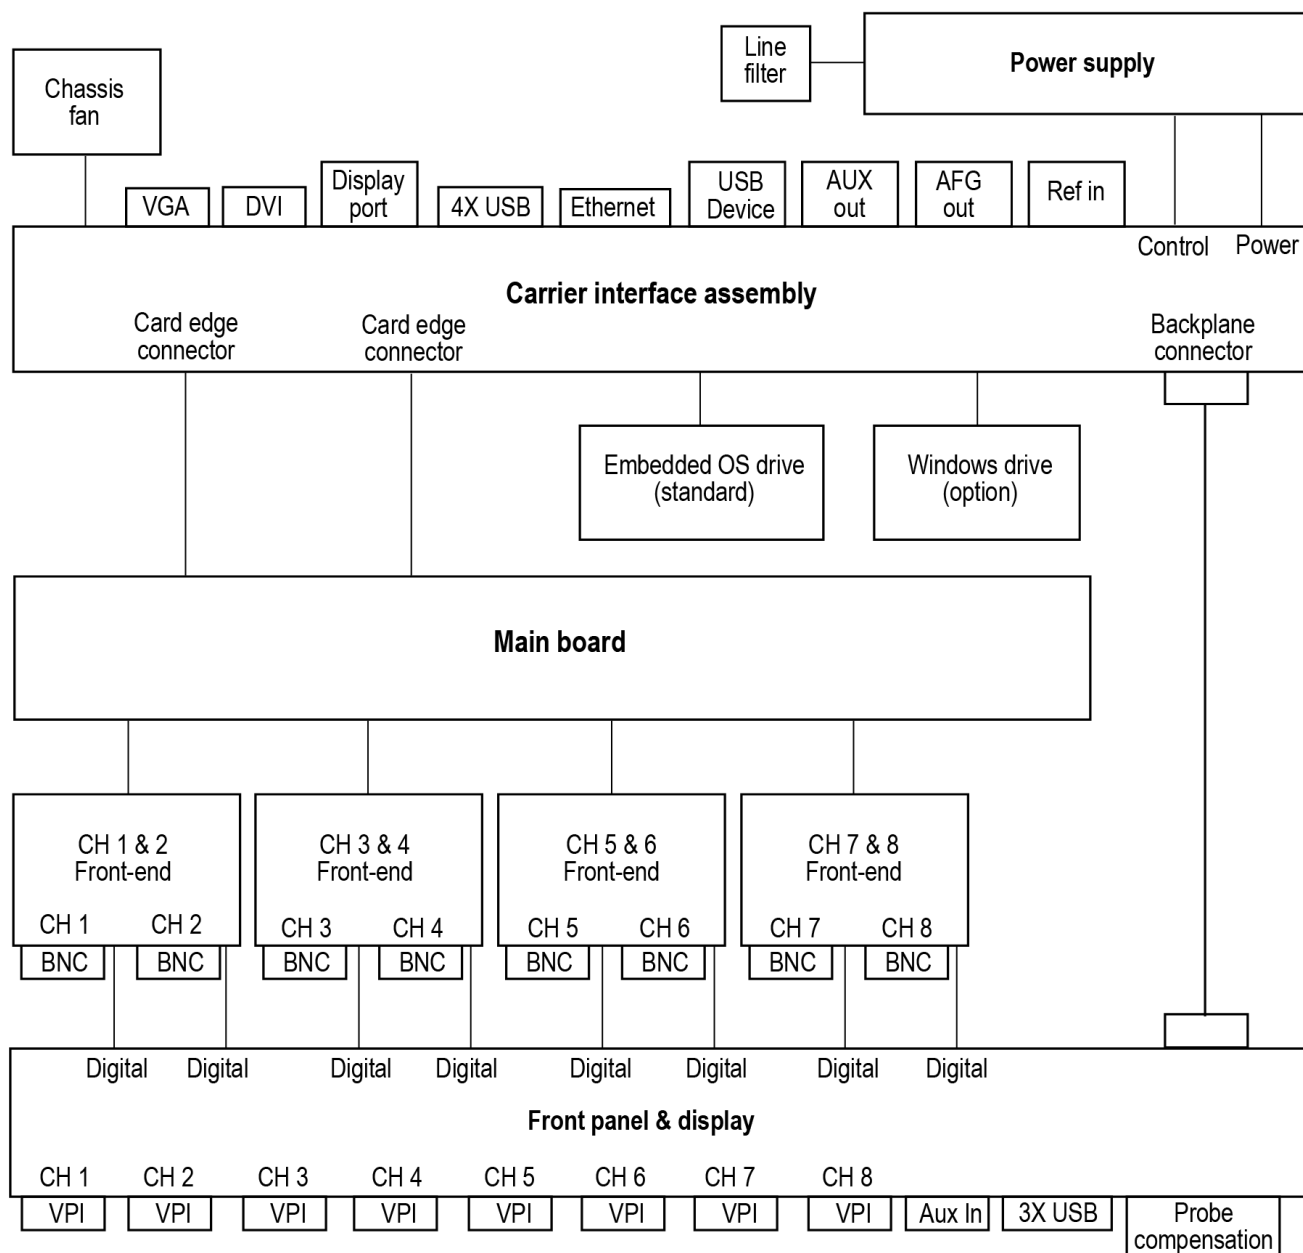 Line
filter
Power supply
Chassis
fan
VGA
DVI
Display
port
4X USB
Ethernet
USB
Device
AUX
out
AFG
out
Ref in
Control
Power
Carrier interface assembly
Card edge
connector
Card edge
connector
Backplane
connector
Embedded OS drive
(standard)
Windows drive
(option)
Main board
CH 1 & 2
Front-end
CH 3 & 4
Front-end
CH 5 & 6
Front-end
CH 7 & 8
Front-end
CH 1
CH 2
CH 3
CH 4
CH 5
CH 6
CH 7
CH 8
BNC
BNC
BNC
BNC
BNC
BNC
BNC
BNC
Digital
Digital
Digital
Digital
Digital
Digital
Digital
Digital
Front panel & display
CH 1
CH 2
CH 3
CH 4
CH 5
CH 6
CH 7
CH 8
VPI
VPI
VPI
VPI
VPI
VPI
VPI
VPI
Aux In
3X USB
Probe
compensation